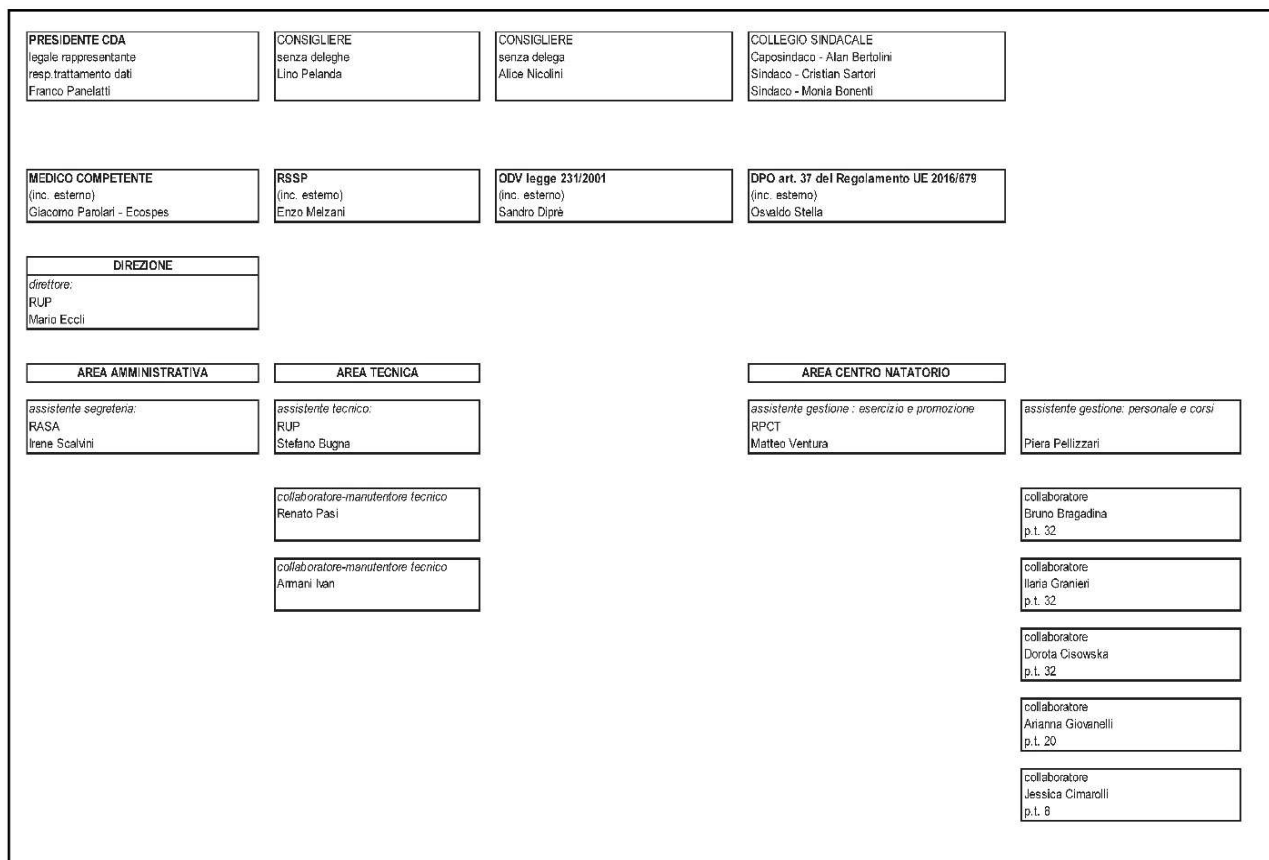 PRESIDENTE CDA
legale rappresentante
resp.trattamento dati
Franco Panelatti
CONSIGLIERE
senza deleghe
Lino Pelanda
CONSIGLIERE
senza delega
Alice Nicolini
COLLEGIO SINDACALE
Caposindaco - Alan Bertolini
Sindaco - Cristian Sartori
Sindaco - Monia Bonenti
MEDICO COMPETENTE
(inc. esterno)
Giacomo Parolari - Ecospes
RSSP
(inc. esterno)
Enzo Melzani
ODV legge 231/2001
(inc. esterno)
Sandro Diprè
DPO art. 37 del Regolamento UE 2016/679
(inc. esterno)
Osvaldo Stella
DIREZIONE
direttore:
RUP
Mario Eccli
AREA AMMINISTRATIVA
assistente segreteria:
RASA
Irene Scalvini
AREA TECNICA
assistente tecnico:
RUP
Stefano Bugna
collaboratore-manutentore tecnico
Renato Pasi
collaboratore-manutentore tecnico
Armani Ivan
AREA CENTRO NATATORIO
assistente gestione : esercizio e promozione
RPCT
Matteo Ventura
assistente gestione: personale e corsi
Piera Pellizzari
collaboratore
Bruno Bragadina
p.t. 32
collaboratore
Ilaria Granieri
p.t. 32
collaboratore
Dorota Cisowska
p.t. 32
collaboratore
Arianna Giovanelli
p.t. 20
collaboratore
Jessica Cimarolli
p.t. 8